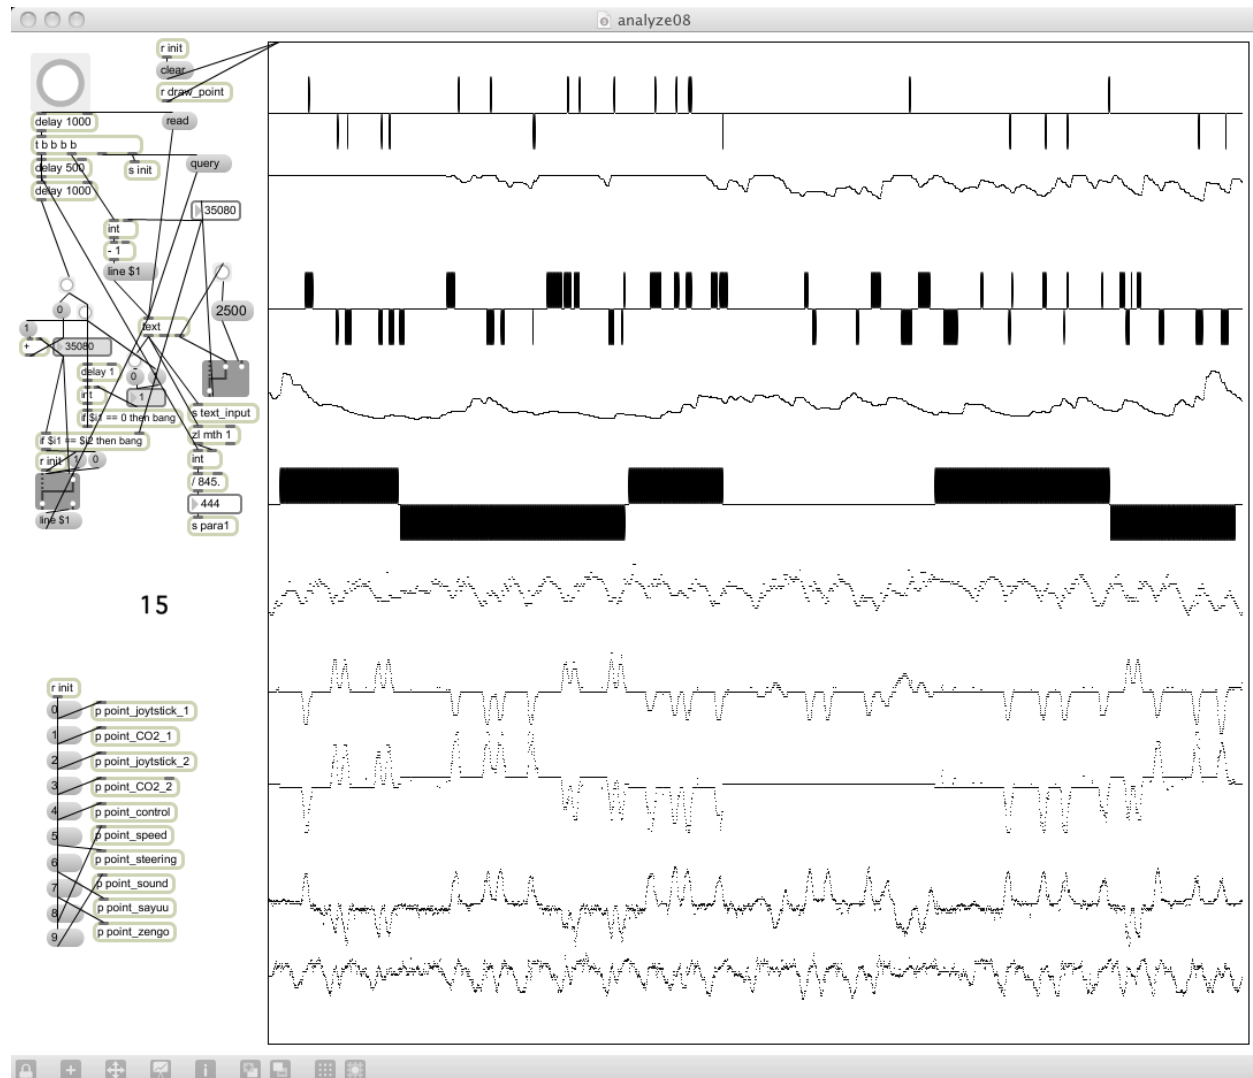 analyze08
r init
clear
r draw_point
delay 1000
read
t b b b b
delay 500
s init
query
delay 1000
35080
int
- 1
line $1
0
2500
1
text
+
35080
delay 1
0
int
1
if $i1 == 0 then bang
s text_input
if $i1 == $i2 then bang
zl mth 1
r init
1
0
int
/ 845.
444
line $1
s para1
15
r init
0
p point_joytstick_1
1
p point_CO2_1
2
p point_joytstick_2
3
p point_CO2_2
4
p point_control
5
p point_speed
6
p point_steering
7
p point_sound
8
p point_sayuu
9
p point_zengo